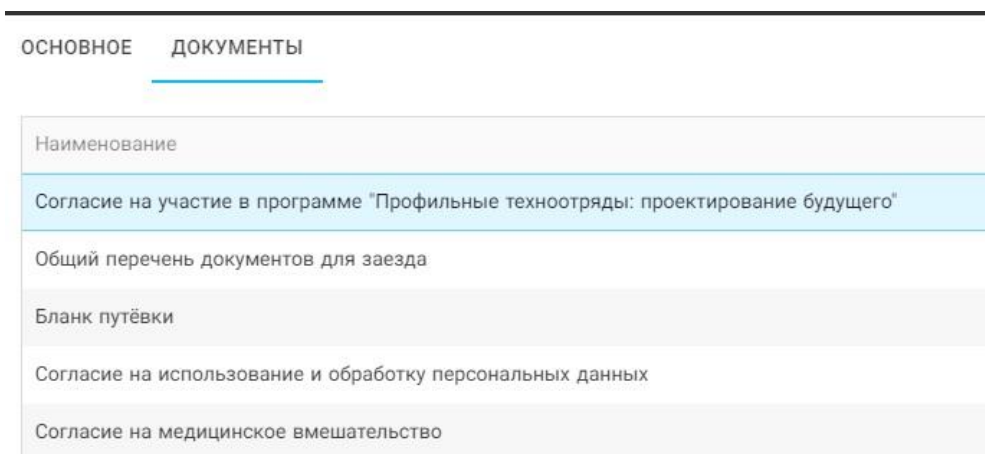 ОСНОВНОЕ ДОКУМЕНТЫ
Наименование
Согласие на участие в программе "Профильные техноотряды: проектирование будущего"
Общий перечень документов для заезда
Бланк путёвки
Согласие на использование и обработку персональных данных
Согласие на медицинское вмешательство